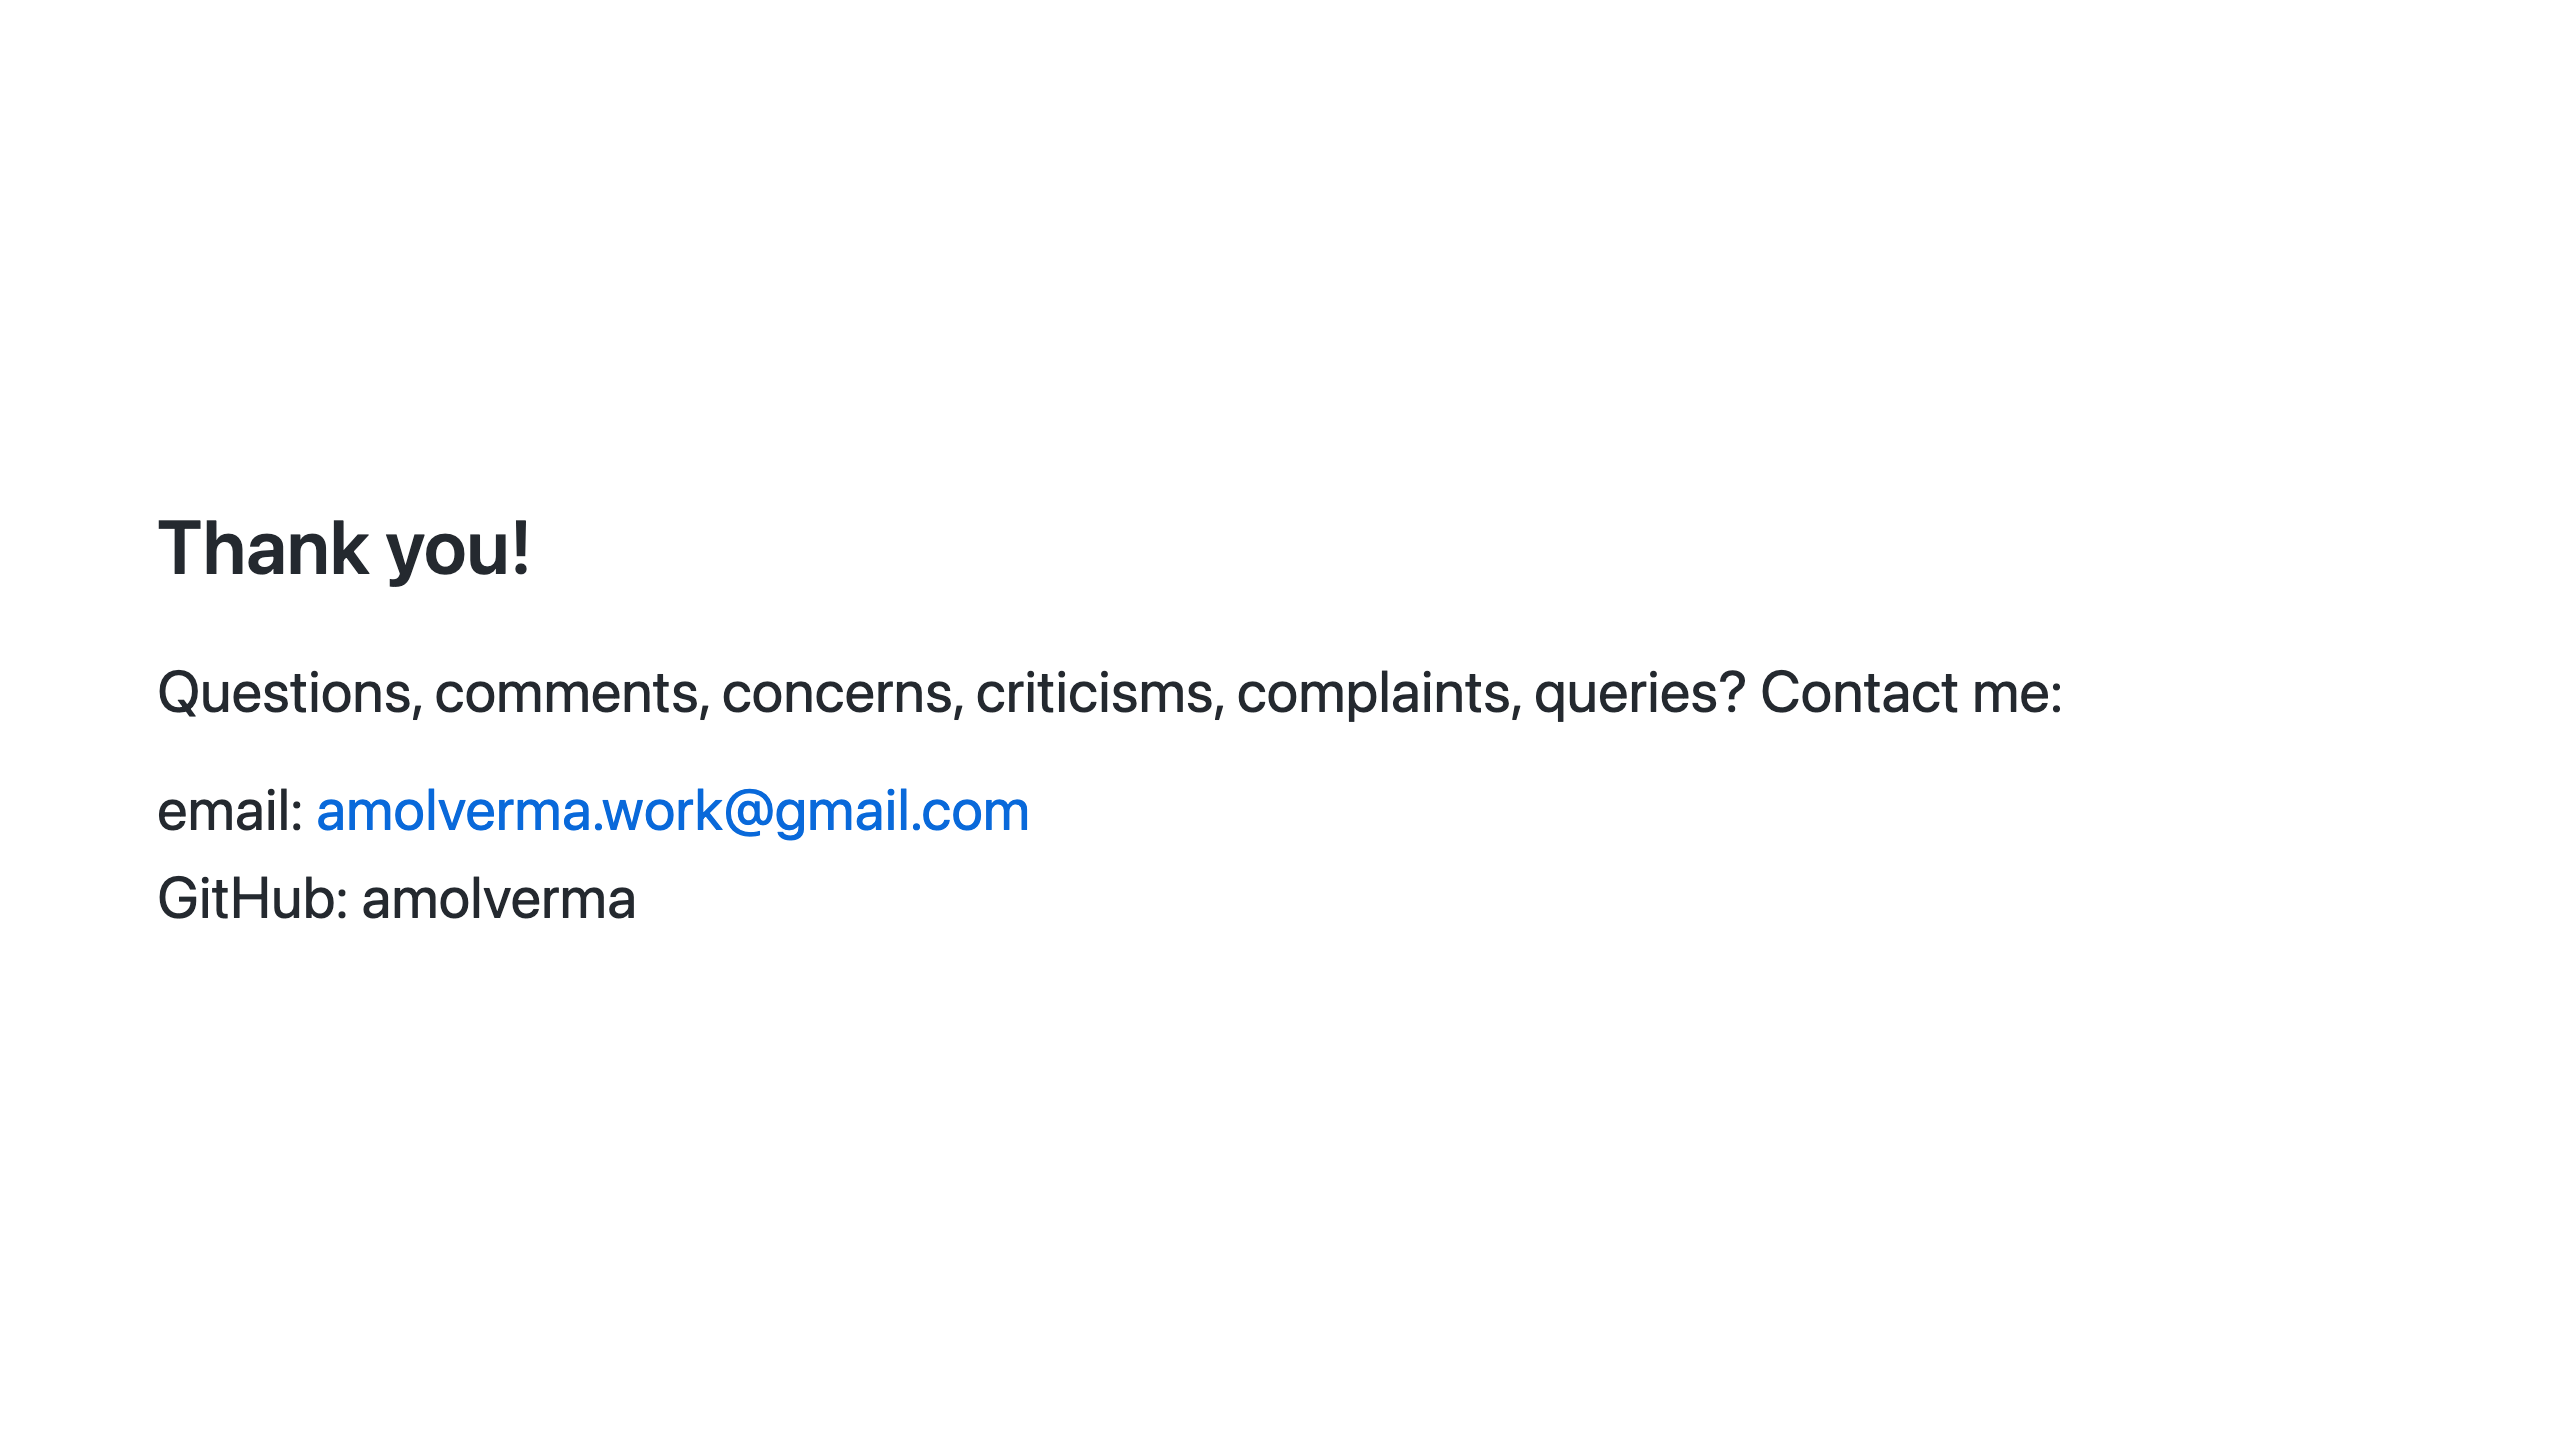 Thank you!
Questions, comments, concerns, criticisms, complaints, queries? Contact me:
email: amolverma.work@gmail.com
GitHub: amolverma